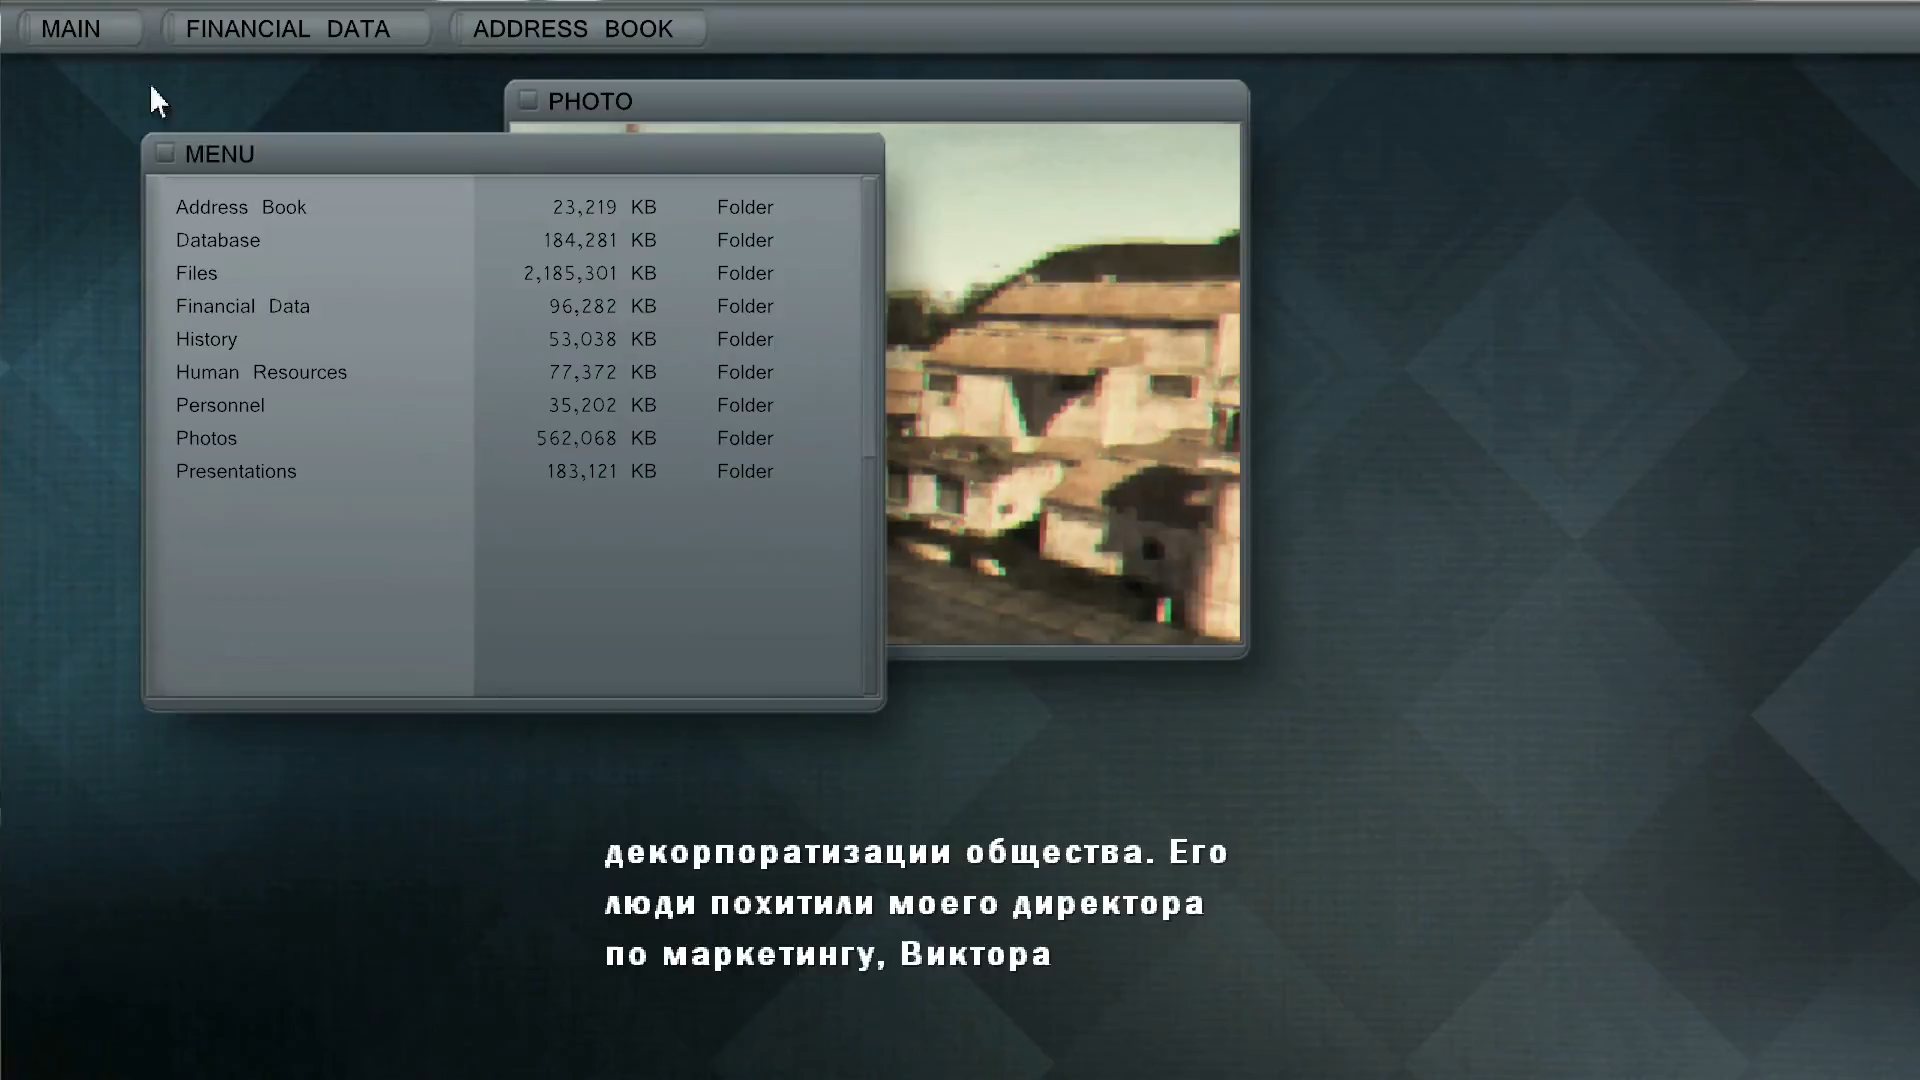 MAIN FINANCIAL DATA ADDRESS BOOK
PHOTO
MENU
Address Book 23,219 KB Folder
Database 184,281 KB Folder
Files 2,185,301 KB Folder
Financial Data 96,282 KB Folder
History 53,038 KB Folder
Human Resources 77,372 KB Folder
Personnel 35,202 KB Folder
Photos 562,068 KB Folder
Presentations 183,121 KB Folder
декорпоратизации общества. Его
люди похитили моего директора
по маркетингу, Виктора